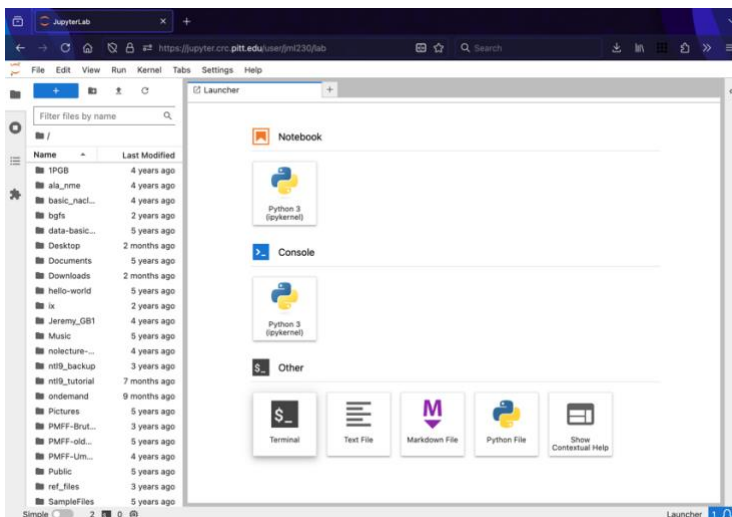 JupyterLab
https://jupyter.crc.pitt.edu/user/jml230/lab
Search
File Edit View Run Kernel Tabs Settings Help
Launcher
Filter files by name
/
Name Last Modified
1PGB 4 years ago
ala_nme 4 years ago
basic_nacl... 4 years ago
bgfs 2 years ago
data-basic... 5 years ago
Desktop 2 months ago
Documents 5 years ago
Downloads 2 months ago
hello-world 5 years ago
ix 2 years ago
Jeremy_GB1 4 years ago
Music 5 years ago
nolecture-... 4 years ago
ntl9_backup 3 years ago
ntl9_tutorial 7 months ago
ondemand 9 months ago
Pictures 5 years ago
PMFF-Brut... 3 years ago
PMFF-old... 5 years ago
PMFF-Um... 4 years ago
Public 5 years ago
ref_files 3 years ago
SampleFiles 5 years ago
Notebook
Python 3
(ipykernel)
Console
Python 3
(ipykernel)
$_ Other
$_
Terminal
Text File
M
Markdown File
Python File
Show
Contextual Help
Simple 2 0
Launcher 1